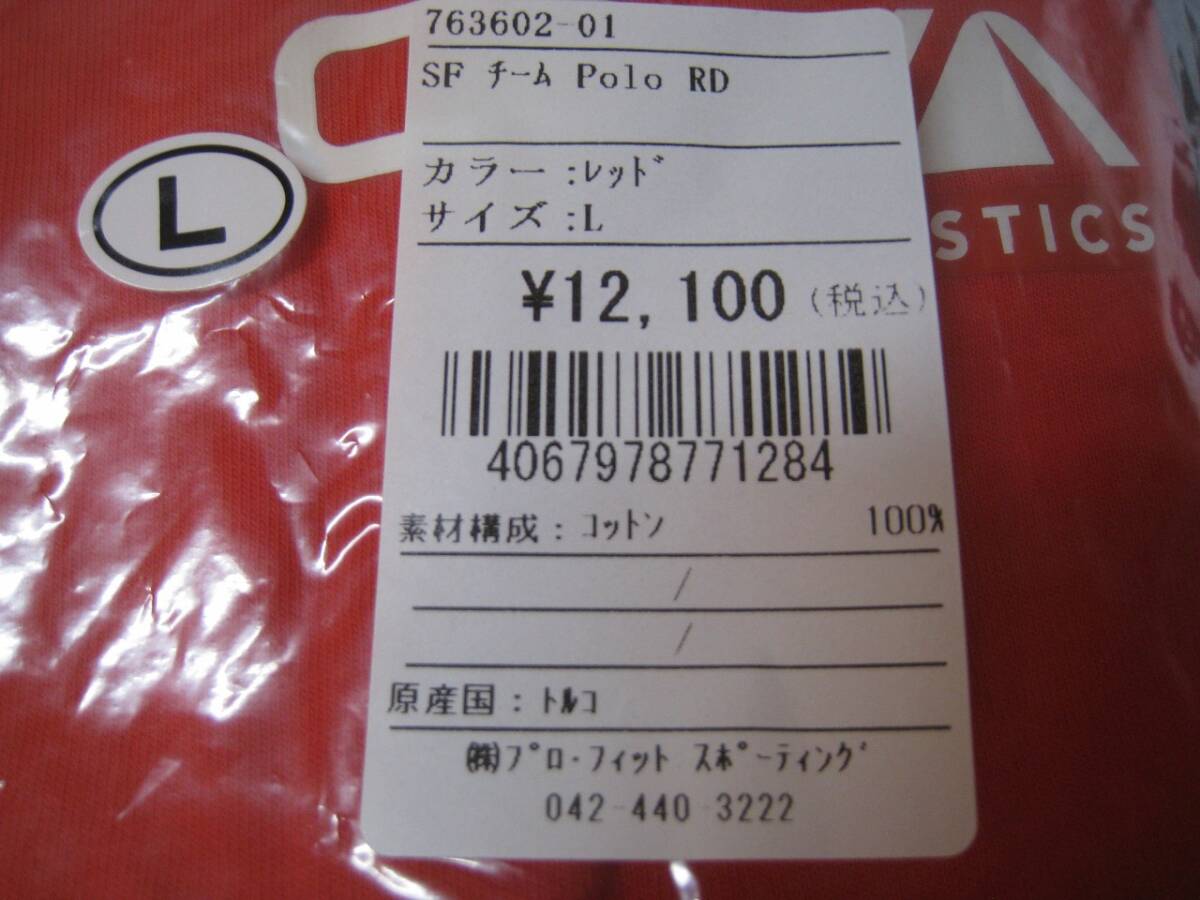 763602-01
SF ﾁｰﾑ Polo RD
L
カラー:ﾚｯﾄﾞ
サイズ:L
STICS
¥12,100 (税込)
4067978771284
素材構成: ｺｯﾄﾝ 100%
/
/
原産国: ﾄﾙｺ
㈱ﾌﾟﾛ･ﾌｨｯﾄ ｽﾎﾟｰﾃｨﾝｸﾞ
042-440-3222